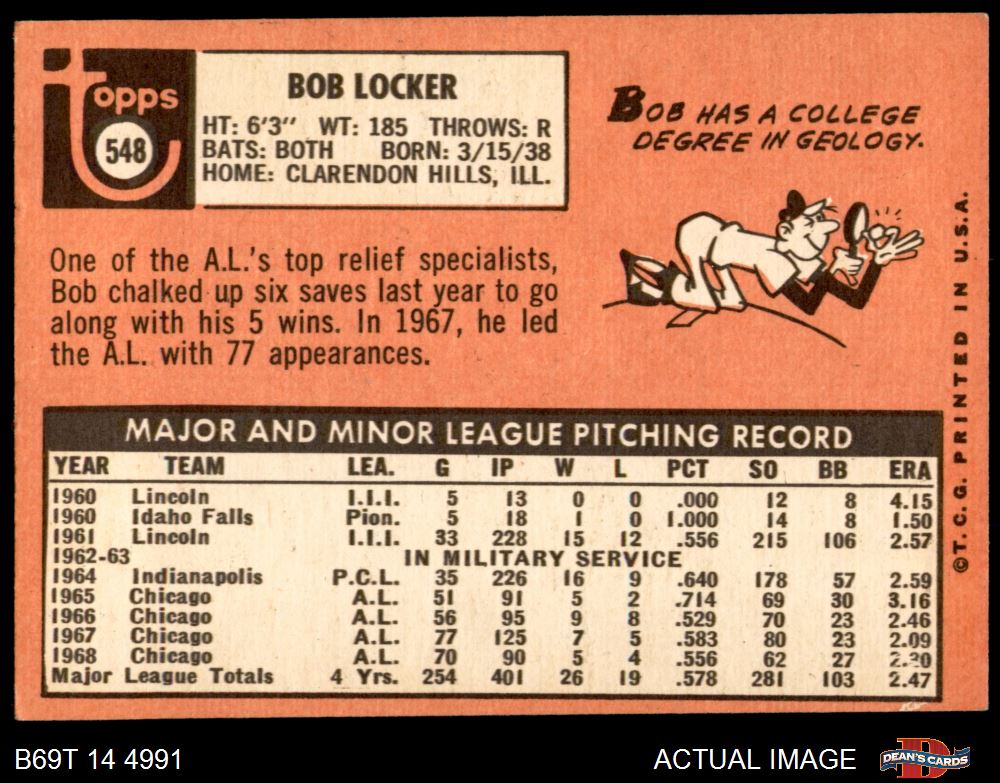 topps
548
BOB LOCKER
HT: 6'3" WT: 185 THROWS: R
BATS: BOTH BORN: 3/15/38
HOME: CLARENDON HILLS, ILL.
BOB HAS A COLLEGE
DEGREE IN GEOLOGY.
One of the A.L.'s top relief specialists,
Bob chalked up six saves last year to go
along with his 5 wins. In 1967, he led
the A.L. with 77 appearances.
©T. C. G. PRINTED IN U.S.A.
MAJOR AND MINOR LEAGUE PITCHING RECORD
YEAR TEAM LEA. G IP W L PCT SO BB ERA
1960 Lincoln I.I.I. 5 13 0 0 .000 12 8 4.15
1960 Idaho Falls Pion. 5 18 1 0 1.000 14 8 1.50
1961 Lincoln I.I.I. 33 228 15 12 .556 215 106 2.57
1962-63 IN MILITARY SERVICE
1964 Indianapolis P.C.L. 35 226 16 9 .640 178 57 2.59
1965 Chicago A.L. 51 91 5 2 .714 69 30 3.16
1966 Chicago A.L. 56 95 9 8 .529 70 23 2.46
1967 Chicago A.L. 77 125 7 5 .583 80 23 2.09
1968 Chicago A.L. 70 90 5 4 .556 62 27
Major League Totals 4 Yrs. 254 401 26 19 .578 281 103 2.47
B69T 14 4991
ACTUAL IMAGE
DEAN'S CARDS